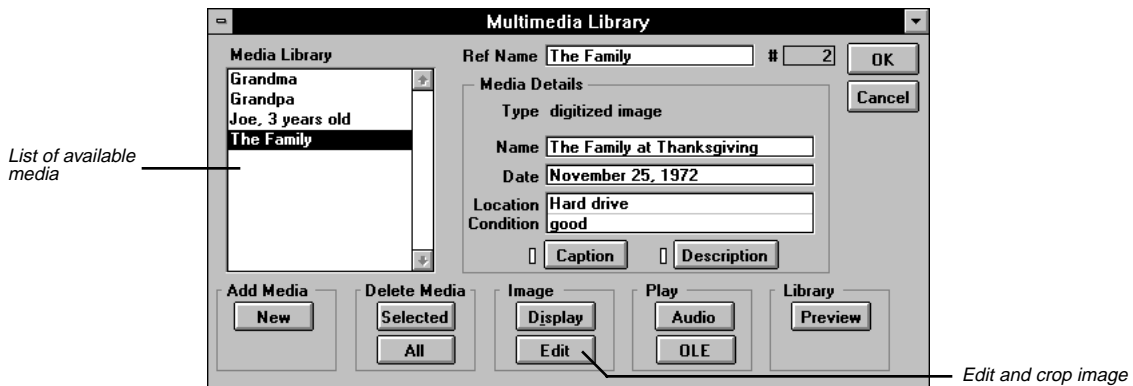 Multimedia Library
Media Library
Grandma
Grandpa
Joe, 3 years old
The Family
Ref Name The Family # 2
OK
Cancel
Media Details
Type digitized image
Name The Family at Thanksgiving
Date November 25, 1972
Location Hard drive
Condition good
Caption Description
List of available
media
Add Media Delete Media Image Play Library
New Selected Display Audio Preview
All Edit OLE
Edit and crop image